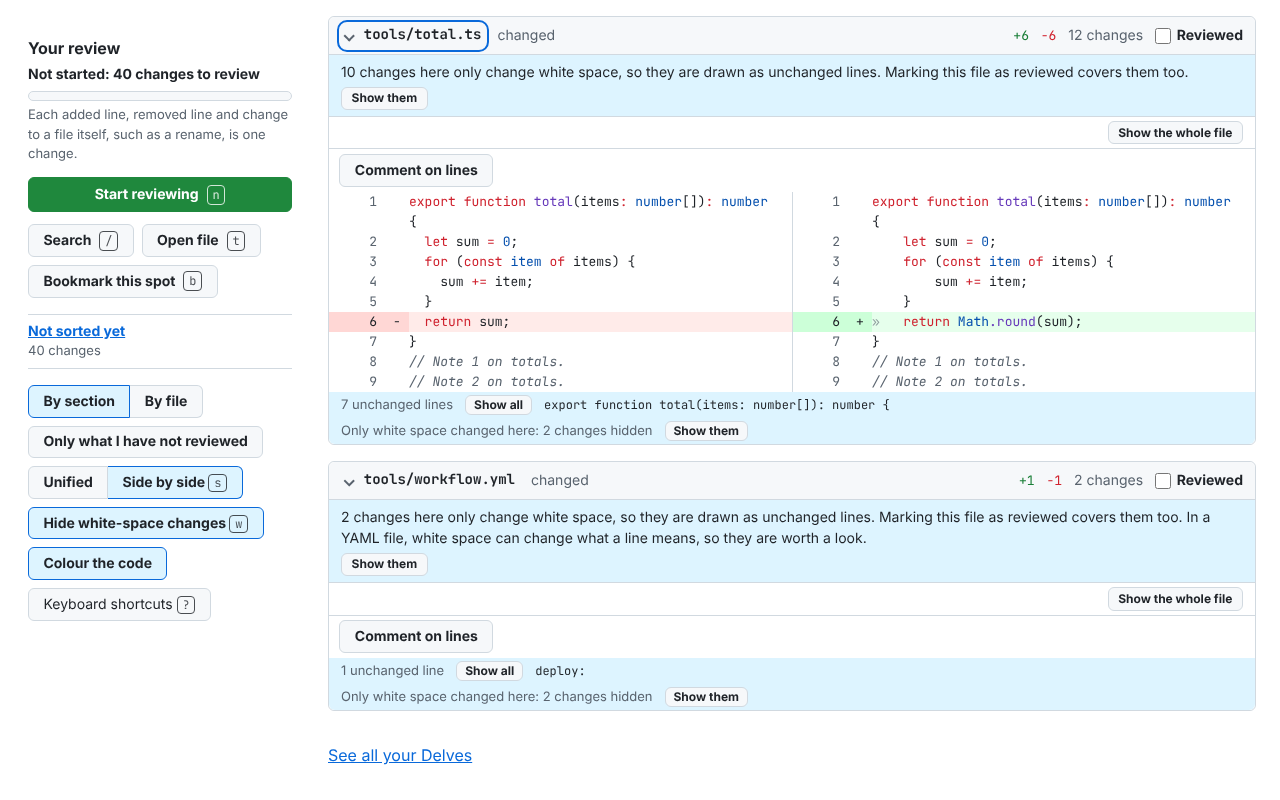 Your review
Not started: 40 changes to review
Each added line, removed line and change
to a file itself, such as a rename, is one
change.
Start reviewing n
Search / Open file t
Bookmark this spot b
Not sorted yet
40 changes
By section By file
Only what I have not reviewed
Unified Side by side s
Hide white-space changes w
Colour the code
Keyboard shortcuts ?
tools/total.ts changed +6 -6 12 changes Reviewed
10 changes here only change white space, so they are drawn as unchanged lines. Marking this file as reviewed covers them too.
Show them
Show the whole file
Comment on lines
1 export function total(items: number[]): number 1 export function total(items: number[]): number
{ {
2 let sum = 0; 2 let sum = 0;
3 for (const item of items) { 3 for (const item of items) {
4 sum += item; 4 sum += item;
5 } 5 }
6 - return sum; 6 + » return Math.round(sum);
7 } 7 }
8 // Note 1 on totals. 8 // Note 1 on totals.
9 // Note 2 on totals. 9 // Note 2 on totals.
7 unchanged lines Show all export function total(items: number[]): number {
Only white space changed here: 2 changes hidden Show them
tools/workflow.yml changed +1 -1 2 changes Reviewed
2 changes here only change white space, so they are drawn as unchanged lines. Marking this file as reviewed covers them too. In a
YAML file, white space can change what a line means, so they are worth a look.
Show them
Show the whole file
Comment on lines
1 unchanged line Show all deploy:
Only white space changed here: 2 changes hidden Show them
See all your Delves